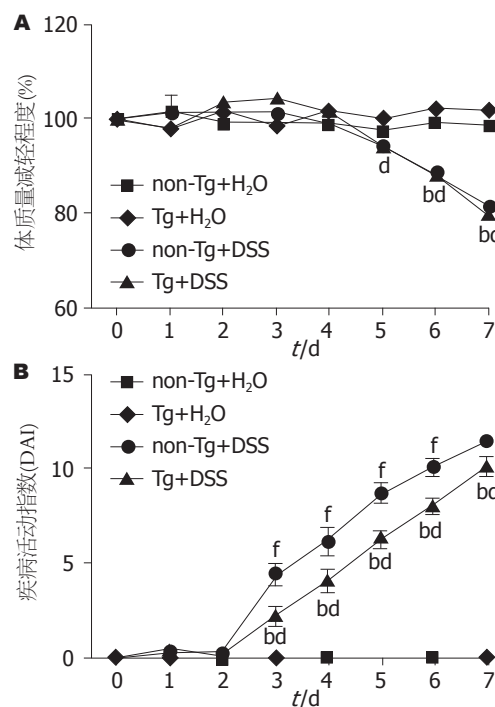 A
120
100
80
60
体质量减轻程度(%)
non-Tg+H₂O
Tg+H₂O
non-Tg+DSS
Tg+DSS
d
bd
bd
0 1 2 3 4 5 6 7
t/d
B
15
10
5
0
疾病活动指数(DAI)
non-Tg+H₂O
Tg+H₂O
non-Tg+DSS
Tg+DSS
f
f
f
f
bd
bd
bd
bd
bd
0 1 2 3 4 5 6 7
t/d